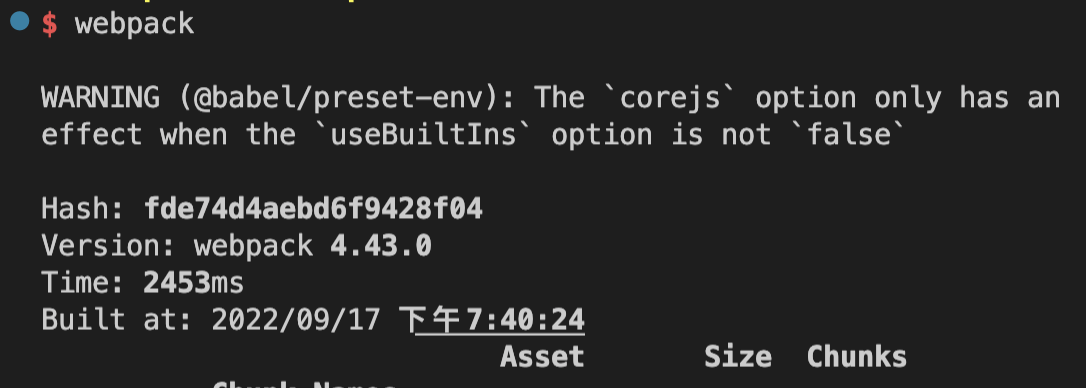 $ webpack
WARNING (@babel/preset-env): The `corejs` option only has an
effect when the `useBuiltIns` option is not `false`
Hash: fde74d4aebd6f9428f04
Version: webpack 4.43.0
Time: 2453ms
Built at: 2022/09/17 下午7:40:24
Asset Size Chunks
Chunk Names